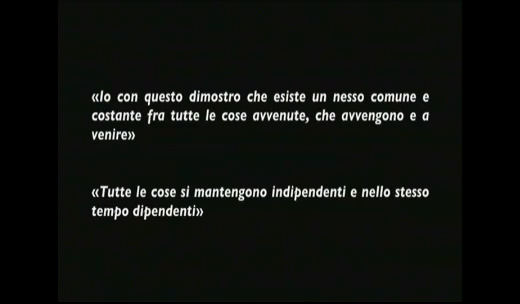 «Io con questo dimostro che esiste un nesso comune e
costante fra tutte le cose avvenute, che avvengono e a
venire»
«Tutte le cose si mantengono indipendenti e nello stesso
tempo dipendenti»